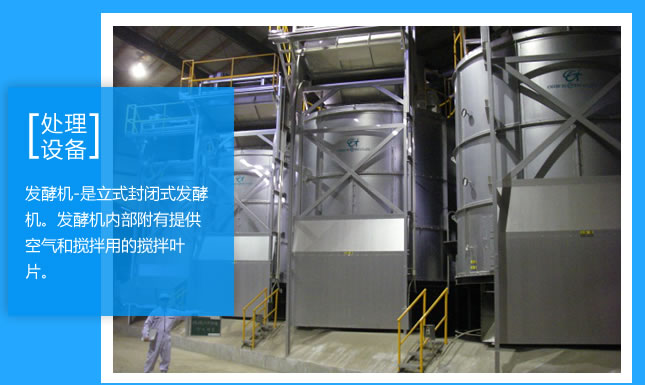 [处理
设备]
发酵机-是立式封闭式发酵
机。发酵机内部附有提供
空气和搅拌用的搅拌叶
片。